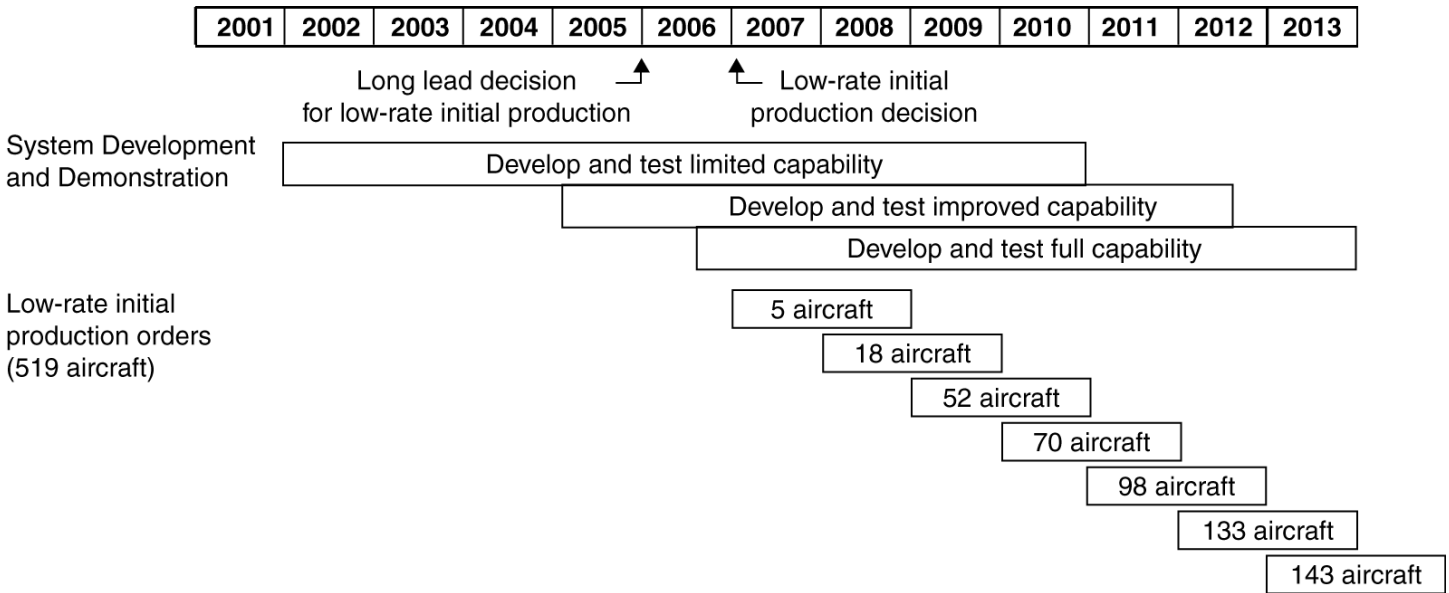 2001 2002 2003 2004 2005 2006 2007 2008 2009 2010 2011 2012 2013
Long lead decision
for low-rate initial production
Low-rate initial
production decision
System Development
and Demonstration
Develop and test limited capability
Develop and test improved capability
Develop and test full capability
Low-rate initial
production orders
(519 aircraft)
5 aircraft
18 aircraft
52 aircraft
70 aircraft
98 aircraft
133 aircraft
143 aircraft